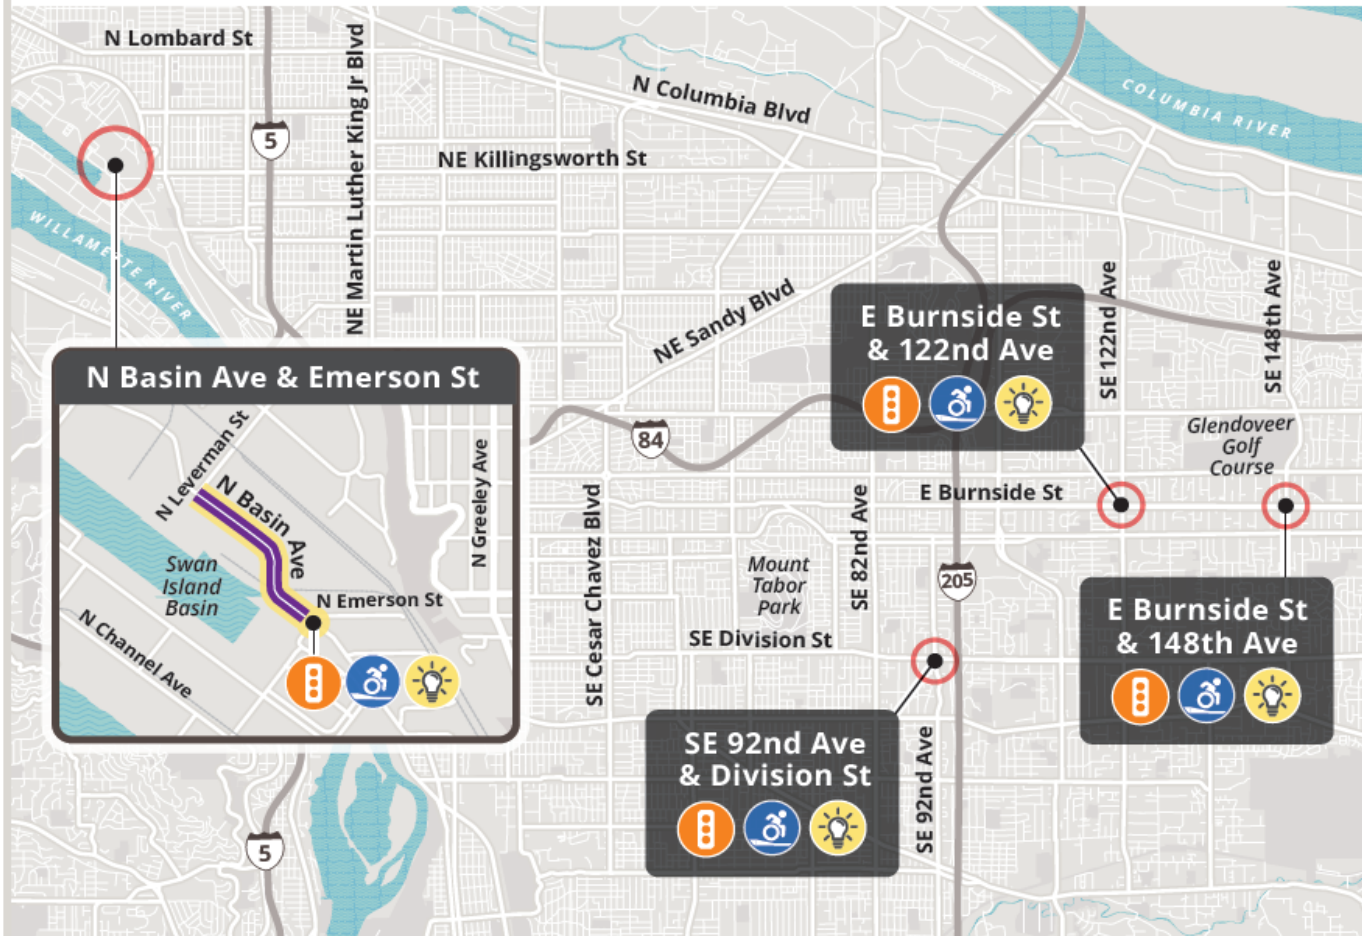 N Lombard St
5
NE Martin Luther King Jr Blvd
N Columbia Blvd
COLUMBIA RIVER
NE Killingsworth St
WILLAMETTE RIVER
NE Sandy Blvd
SE 122nd Ave
SE 148th Ave
E Burnside St
& 122nd Ave
N Basin Ave & Emerson St
N Leverman St
N Basin Ave
N Greeley Ave
Swan
Island
Basin
N Emerson St
N Channel Ave
84
Glendoveer
Golf
Course
E Burnside St
SE Cesar Chavez Blvd
SE 82nd Ave
Mount
Tabor
Park
205
SE Division St
E Burnside St
& 148th Ave
SE 92nd Ave
& Division St
SE 92nd Ave
5